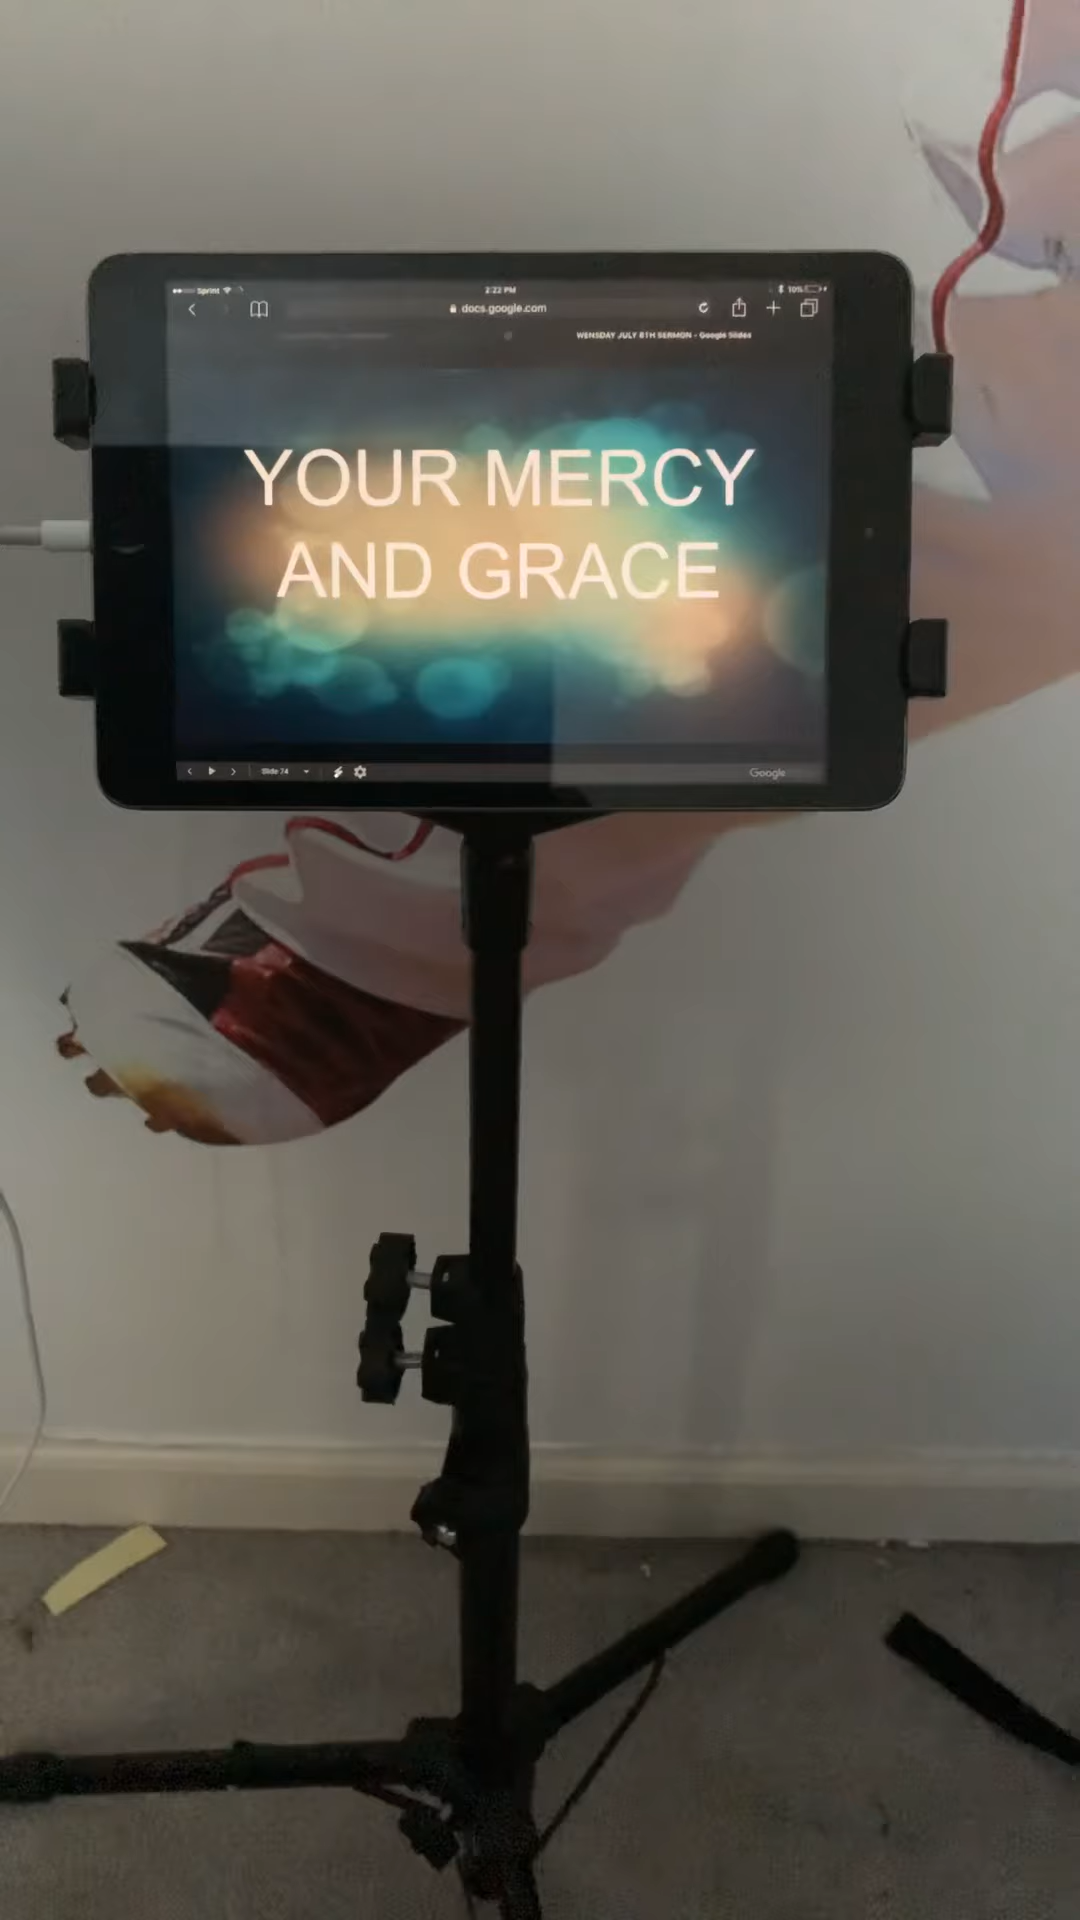 Sprint 2:22 PM 10%
docs.google.com
WENSDAY JULY 8TH SERMON - Google Slides
YOUR MERCY
AND GRACE
Slide 74
Google